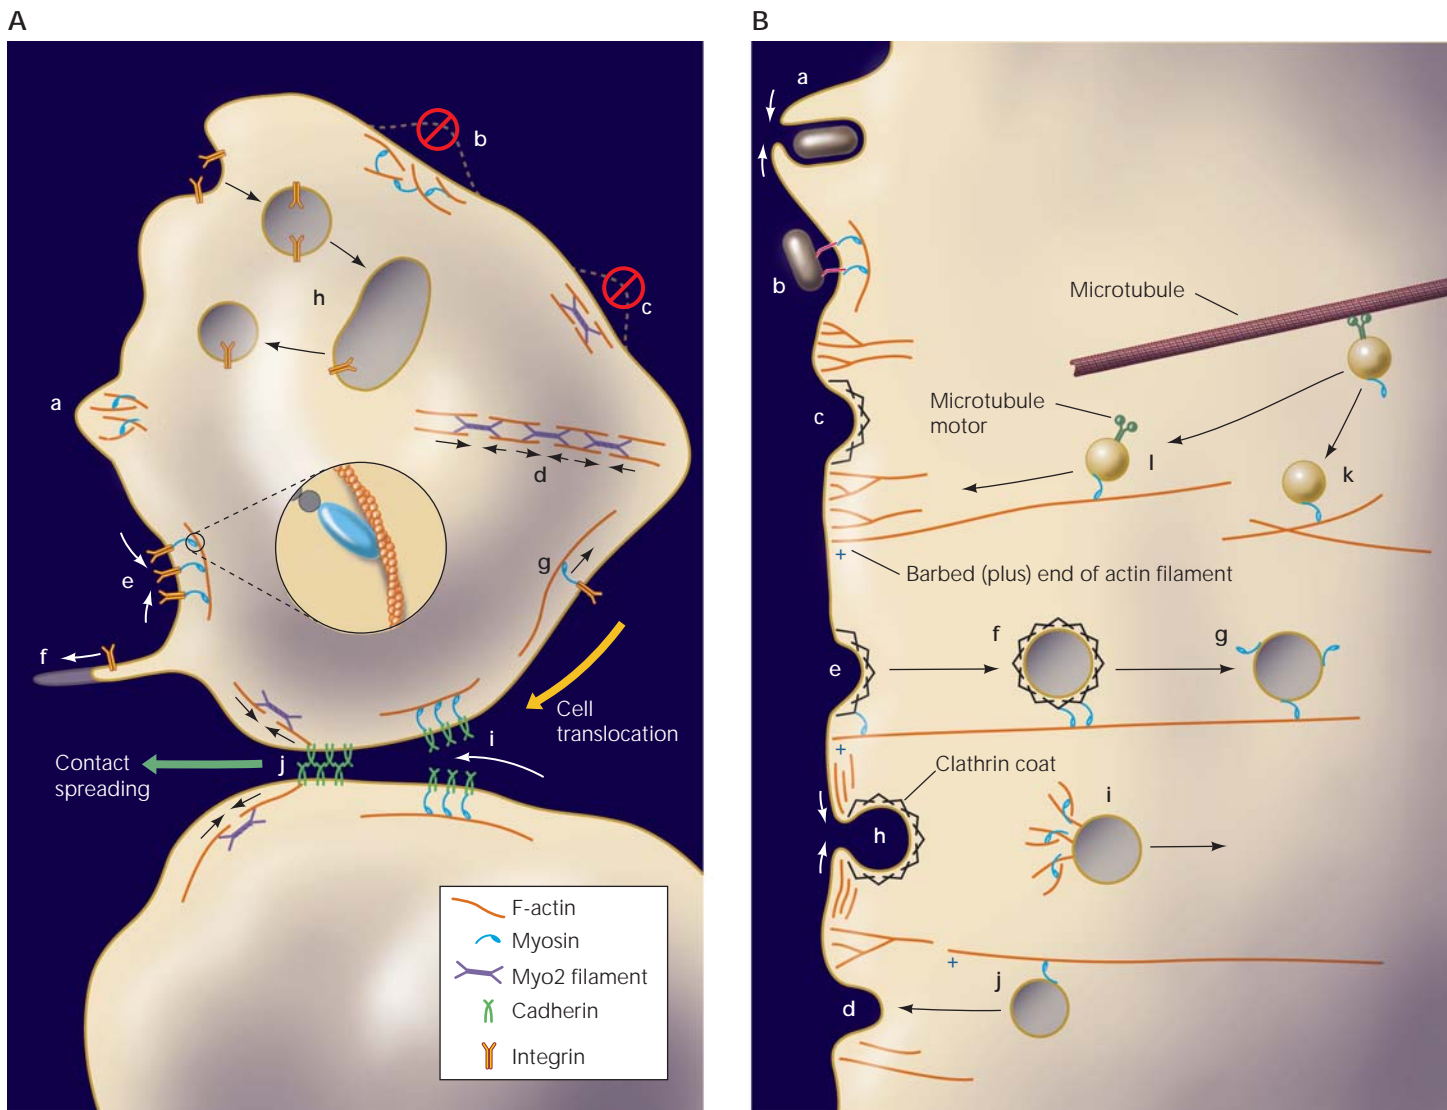 A
b
c
h
a
d
e
g
f
Cell
translocation
i
j
Contact
spreading
F-actin
Myosin
Myo2 filament
Cadherin
Integrin
B
a
b
Microtubule
c
Microtubule
motor
l
k
+
Barbed (plus) end of actin filament
f
g
e
+
Clathrin coat
h
i
+
j
d